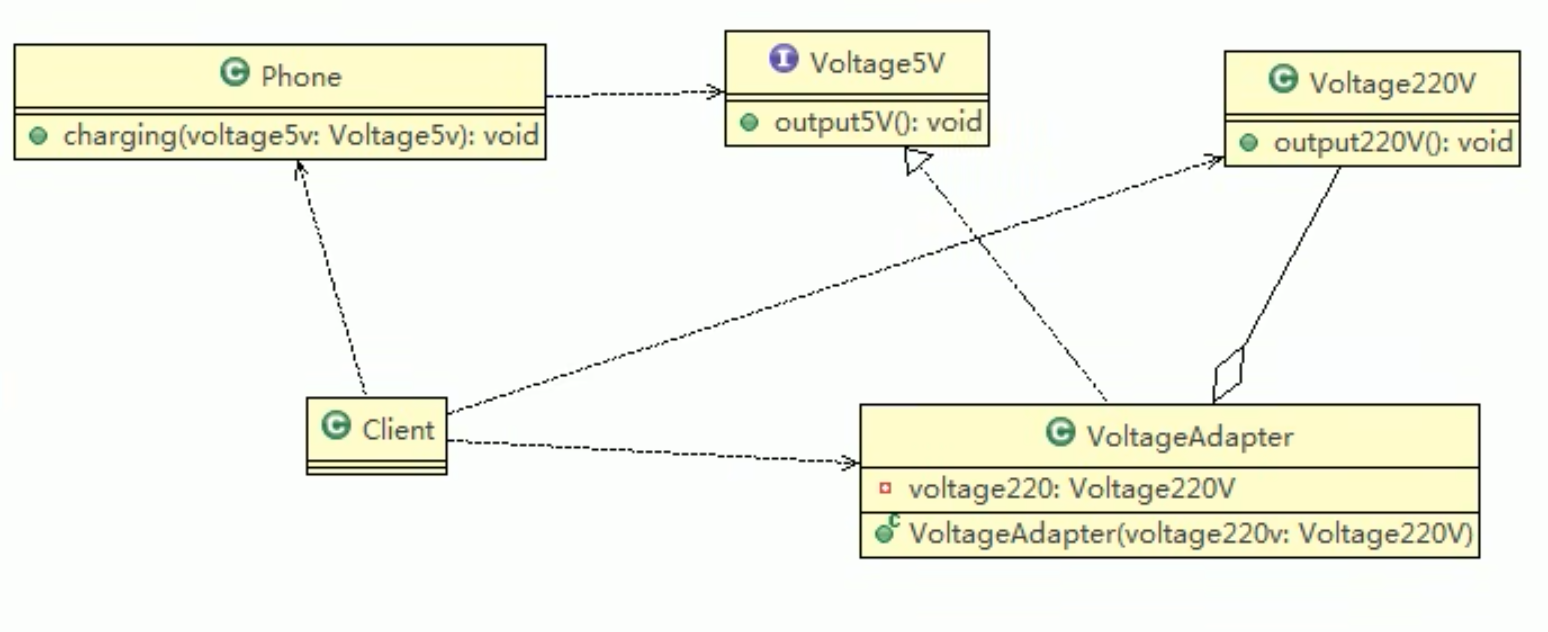 Phone
charging(voltage5v: Voltage5v): void
Voltage5V
output5V(): void
Voltage220V
output220V(): void
Client
VoltageAdapter
voltage220: Voltage220V
VoltageAdapter(voltage220v: Voltage220V)